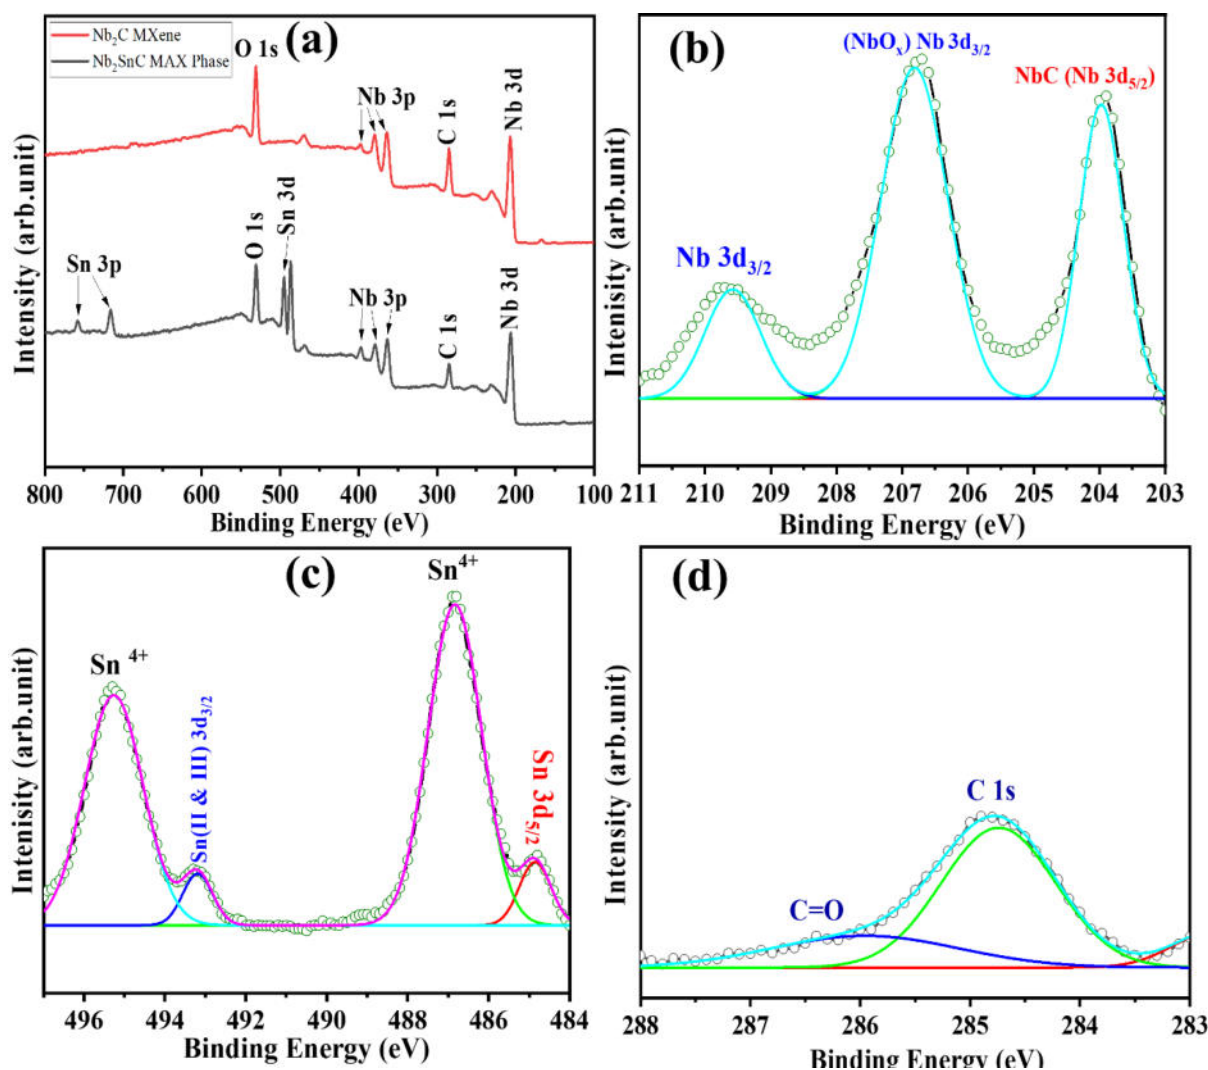 (a)
Nb₂C MXene
Nb₂SnC MAX Phase
O 1s
Nb 3p
C 1s
Nb 3d
Sn 3p
O 1s
Sn 3d
Nb 3p
C 1s
Nb 3d
Intensity (arb.unit)
800 700 600 500 400 300 200 100
Binding Energy (eV)
(b)
(NbOₓ) Nb 3d₃/₂
NbC (Nb 3d₅/₂)
Nb 3d₃/₂
Intenisity (arb.unit)
211 210 209 208 207 206 205 204 203
Binding Energy (eV)
(c)
Sn⁴⁺
Sn ⁴⁺
Sn(II & III) 3d₃/₂
Sn 3d₅/₂
Intenisity (arb.unit)
496 494 492 490 488 486 484
Binding Energy (eV)
(d)
C 1s
C=O
Intensity (arb.unit)
288 287 286 285 284 283
Binding Energy (eV)